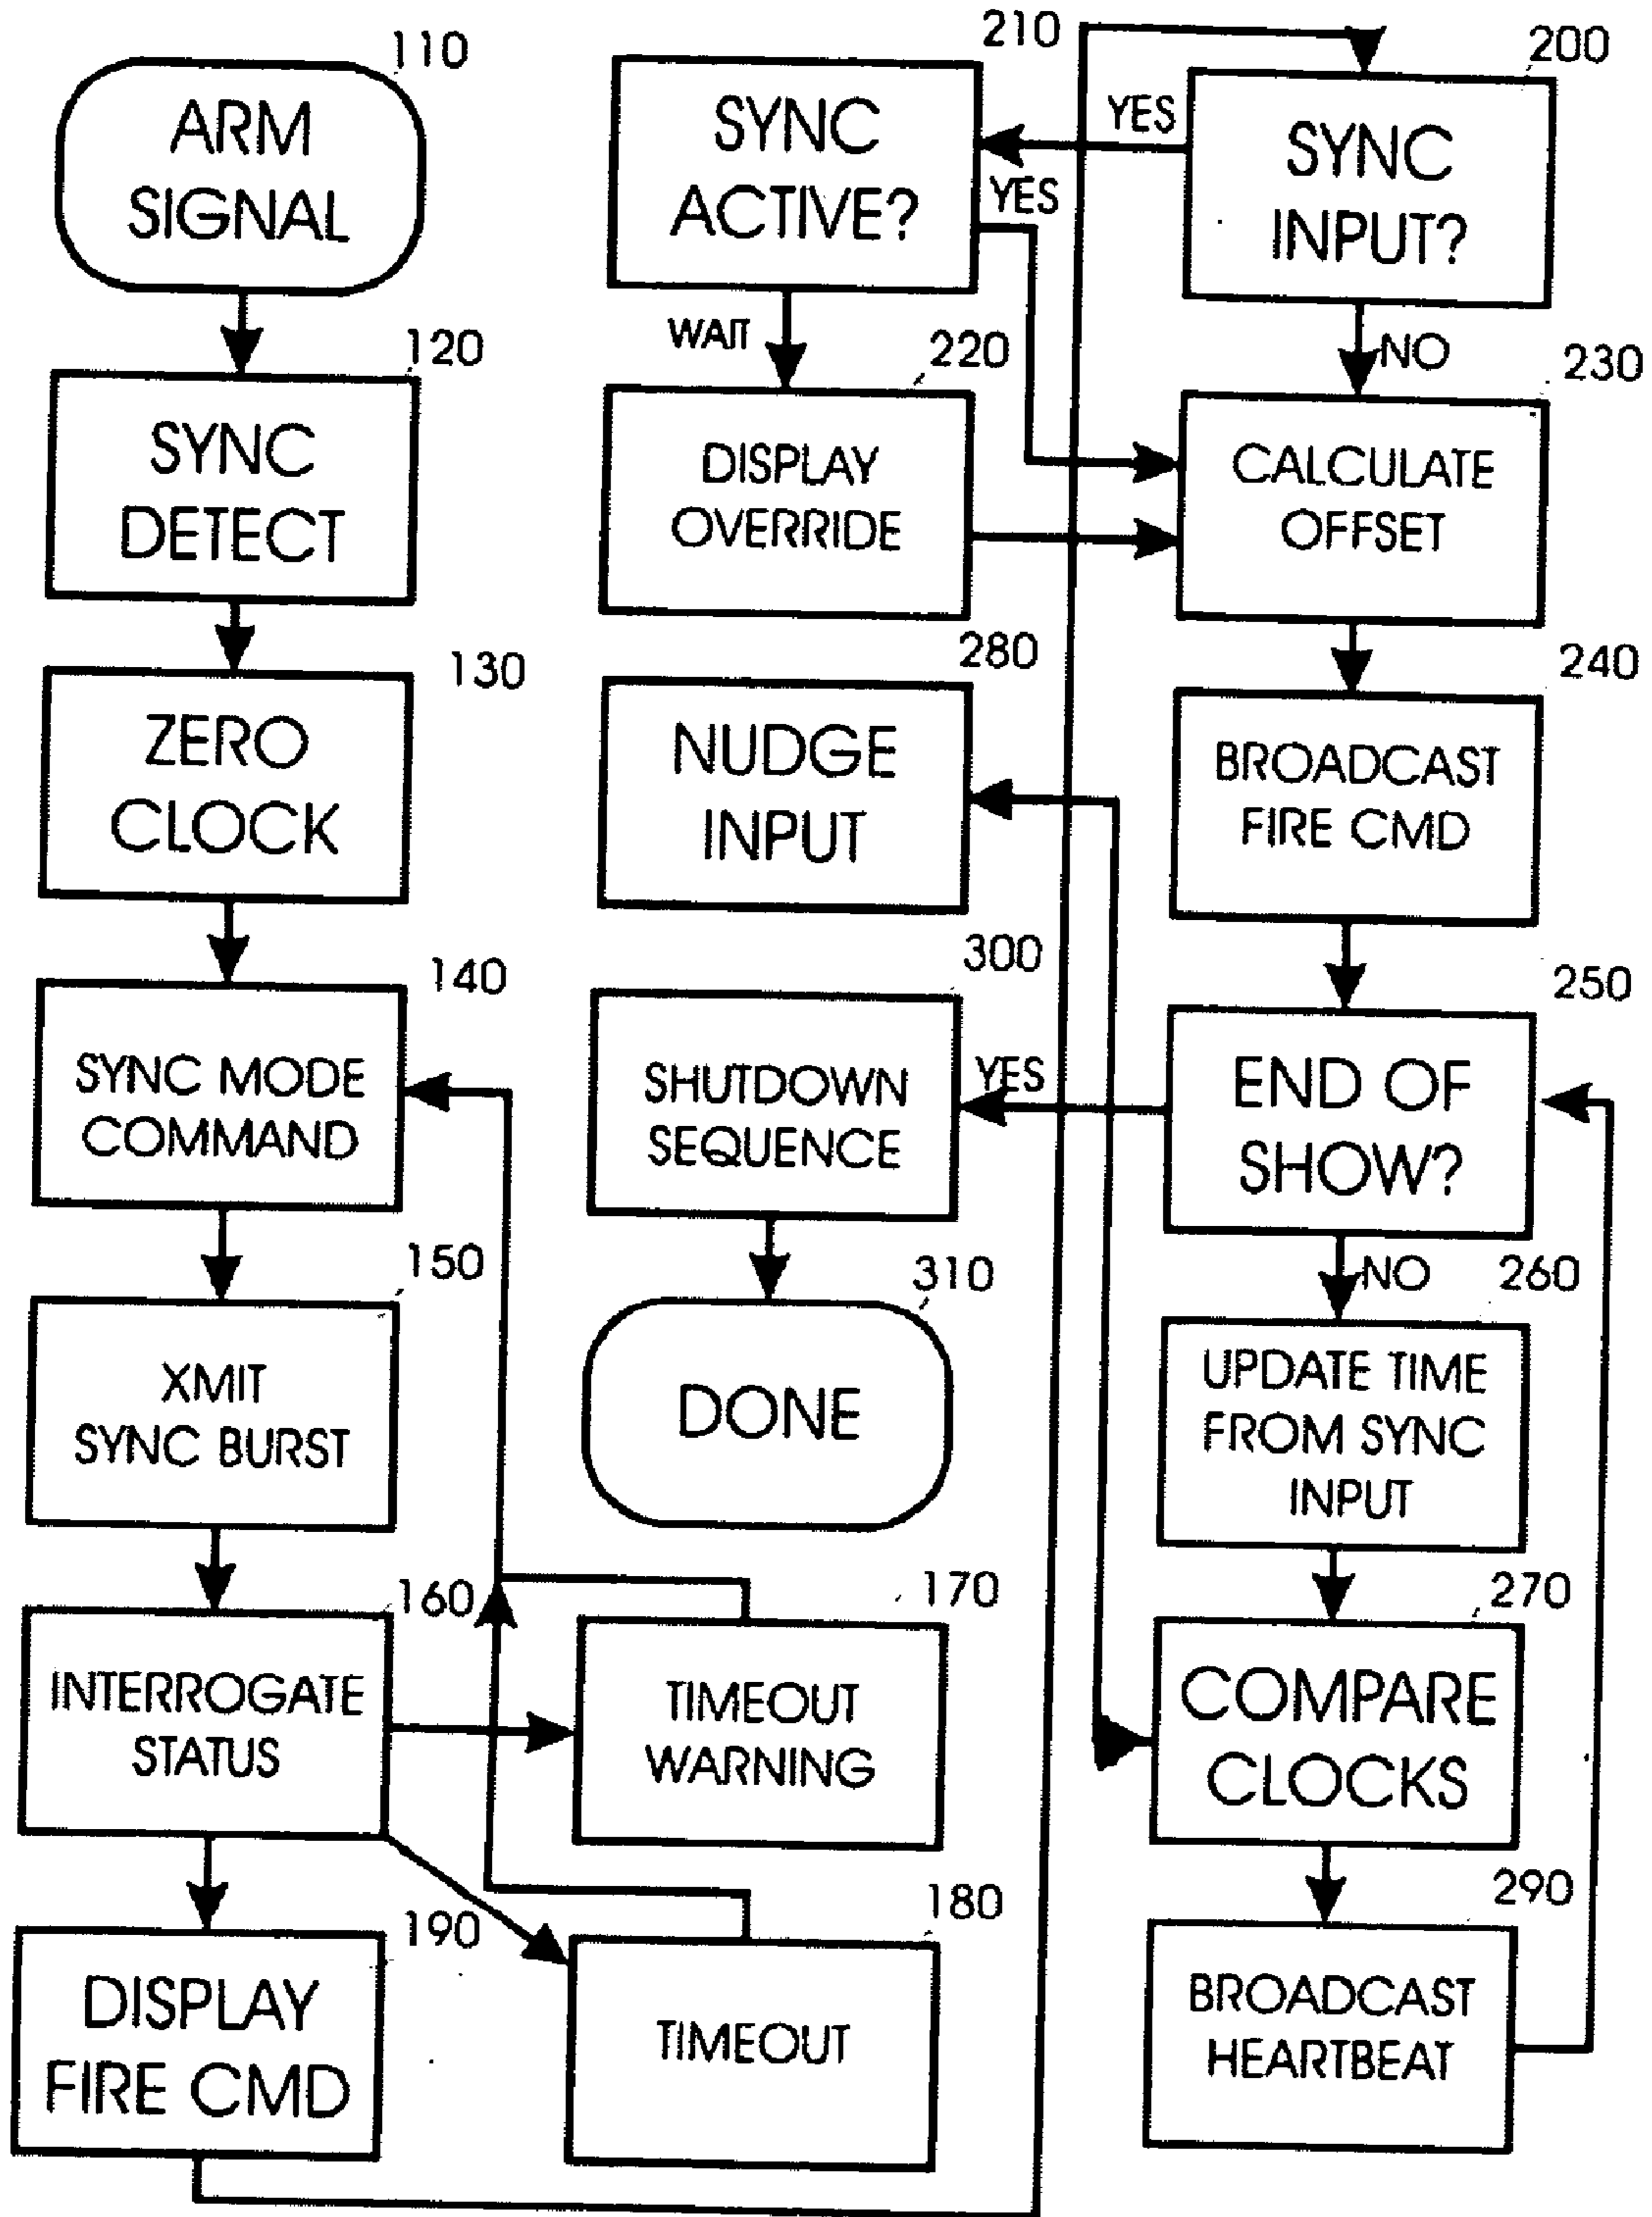 110
ARM
SIGNAL
120
SYNC
DETECT
130
ZERO
CLOCK
140
SYNC MODE
COMMAND
150
XMIT
SYNC BURST
160
INTERROGATE
STATUS
190
DISPLAY
FIRE CMD
210
SYNC
ACTIVE?
YES
YES
WAIT
220
DISPLAY
OVERRIDE
280
NUDGE
INPUT
300
SHUTDOWN
SEQUENCE
YES
310
DONE
170
TIMEOUT
WARNING
180
TIMEOUT
200
SYNC
INPUT?
NO
230
CALCULATE
OFFSET
240
BROADCAST
FIRE CMD
250
END OF
SHOW?
NO
260
UPDATE TIME
FROM SYNC
INPUT
270
COMPARE
CLOCKS
290
BROADCAST
HEARTBEAT